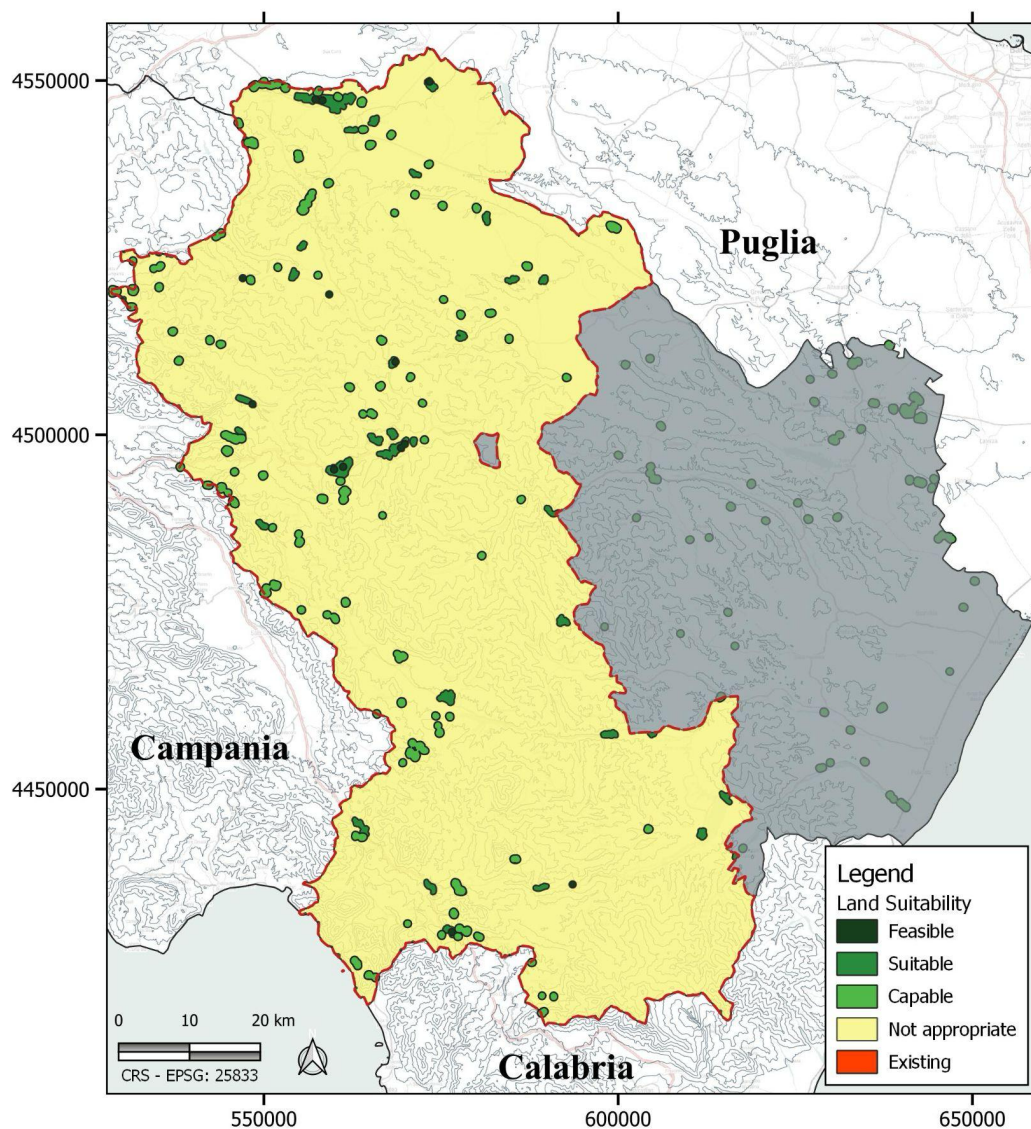 4550000
Puglia
4500000
Campania
4450000
Legend
Land Suitability
Feasible
Suitable
Capable
Not appropriate
Existing
0 10 20 km
N
CRS - EPSG: 25833
Calabria
550000 600000 650000